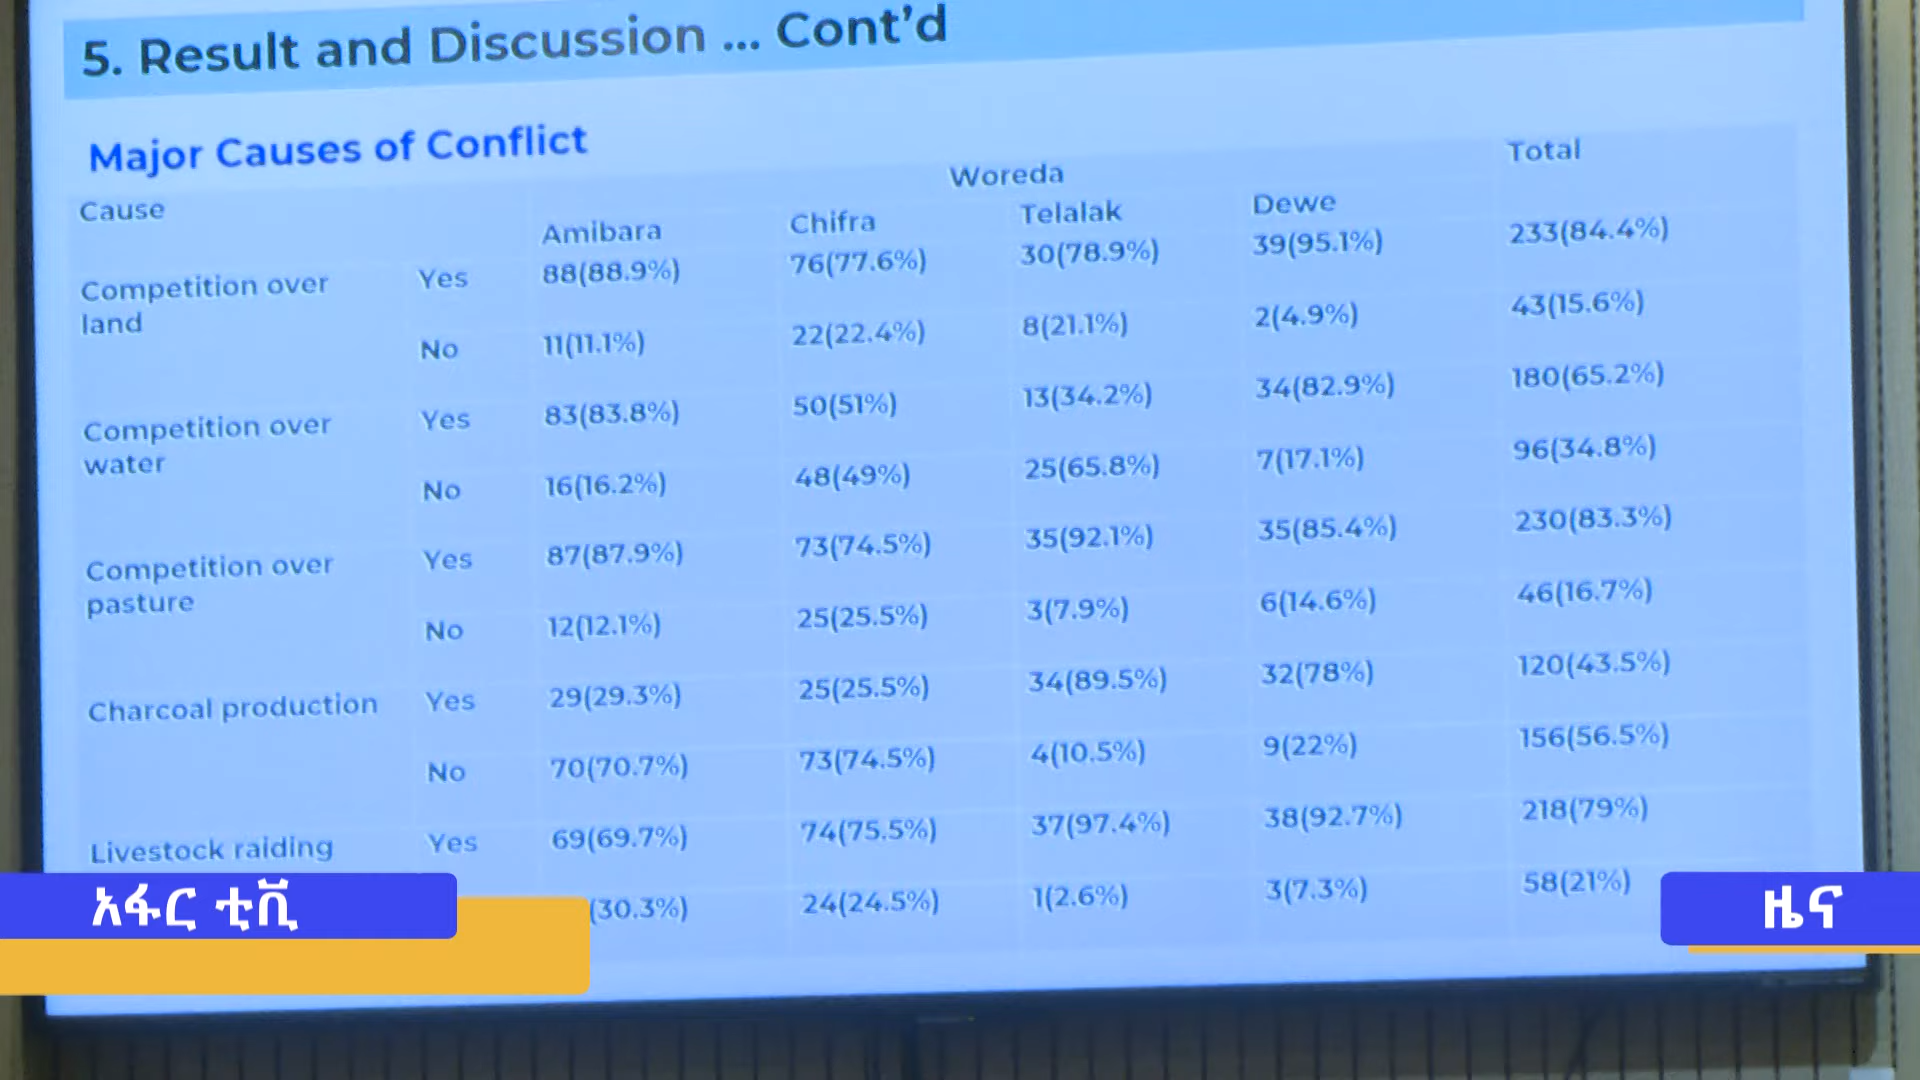 5. Result and Discussion ... Cont'd
Major Causes of Conflict
Cause Woreda Total
Amibara Chifra Telalak Dewe
Competition over land Yes 88(88.9%) 76(77.6%) 30(78.9%) 39(95.1%) 233(84.4%)
No 11(11.1%) 22(22.4%) 8(21.1%) 2(4.9%) 43(15.6%)
Competition over water Yes 83(83.8%) 50(51%) 13(34.2%) 34(82.9%) 180(65.2%)
No 16(16.2%) 48(49%) 25(65.8%) 7(17.1%) 96(34.8%)
Competition over pasture Yes 87(87.9%) 73(74.5%) 35(92.1%) 35(85.4%) 230(83.3%)
No 12(12.1%) 25(25.5%) 3(7.9%) 6(14.6%) 46(16.7%)
Charcoal production Yes 29(29.3%) 25(25.5%) 34(89.5%) 32(78%) 120(43.5%)
No 70(70.7%) 73(74.5%) 4(10.5%) 9(22%) 156(56.5%)
Livestock raiding Yes 69(69.7%) 74(75.5%) 37(97.4%) 38(92.7%) 218(79%)
(30.3%) 24(24.5%) 1(2.6%) 3(7.3%) 58(21%)
አፋር ቲቪ
ዜና